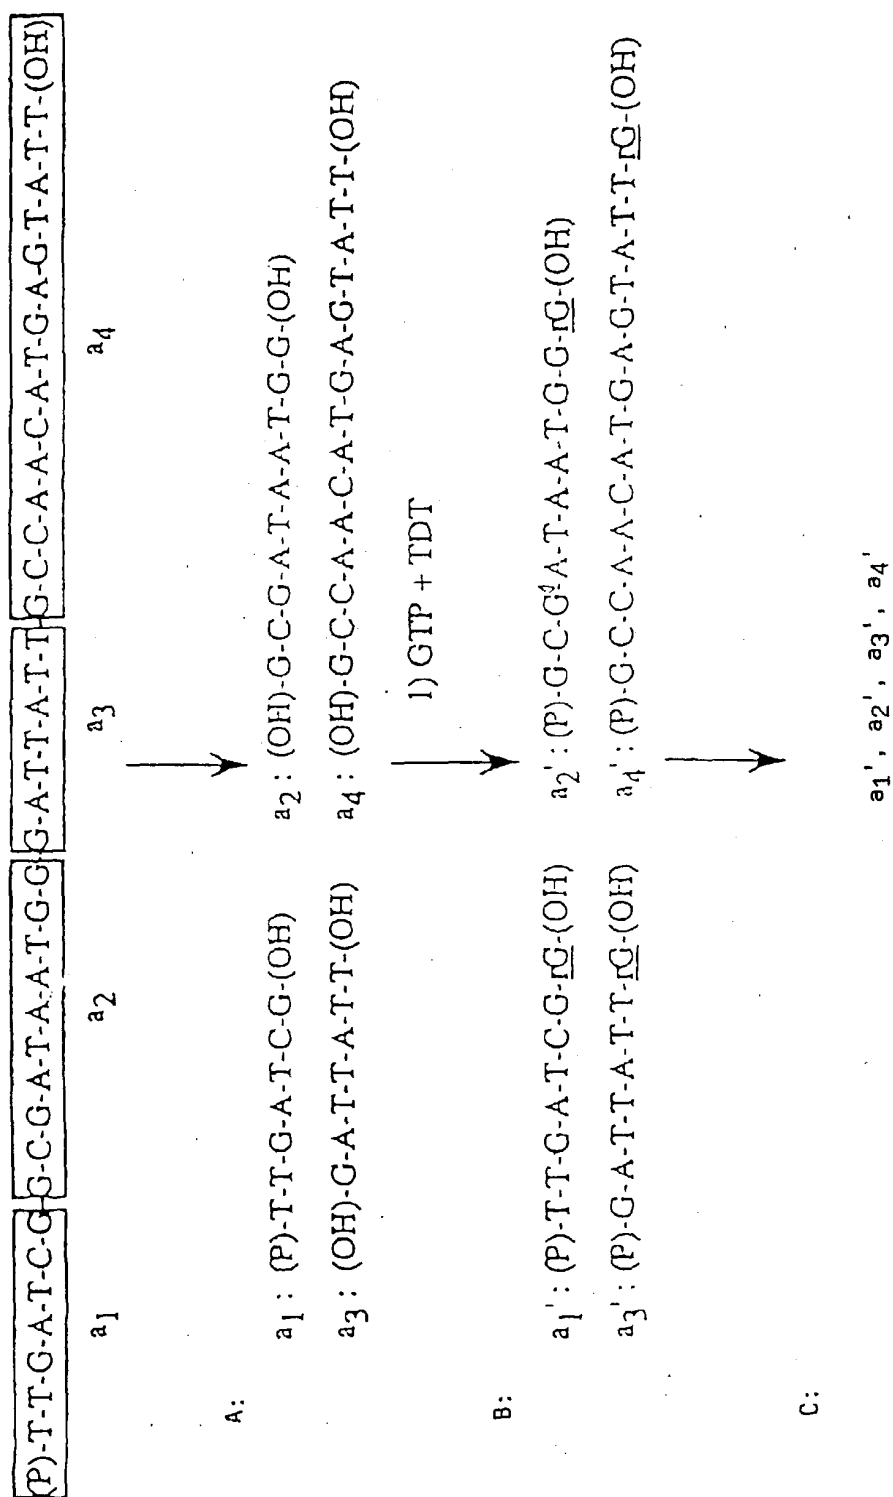 (P)-T-T-G-A-T-C-G G-C-G-A-T-A-A-T-G-G G-A-T-T-A-T-T G-C-C-A-A-C-A-T-G-A-G-T-A-T-T-(OH)
a1 a2 a3 a4
A:
a1 : (P)-T-T-G-A-T-C-G-(OH) a2 : (OH)-G-C-G-A-T-A-A-T-G-G-(OH)
a3 : (OH)-G-A-T-T-A-T-T-(OH) a4 : (OH)-G-C-C-A-A-C-A-T-G-A-G-T-A-T-T-(OH)
1) GTP + TDT
B:
a1' : (P)-T-T-G-A-T-C-G-rG-(OH) a2' : (P)-G-C-G-A-T-A-A-T-G-G-rG-(OH)
a3' : (P)-G-A-T-T-A-T-T-rG-(OH) a4' : (P)-G-C-C-A-A-C-A-T-G-A-G-T-A-T-T-rG-(OH)
C:
a1', a2', a3', a4'